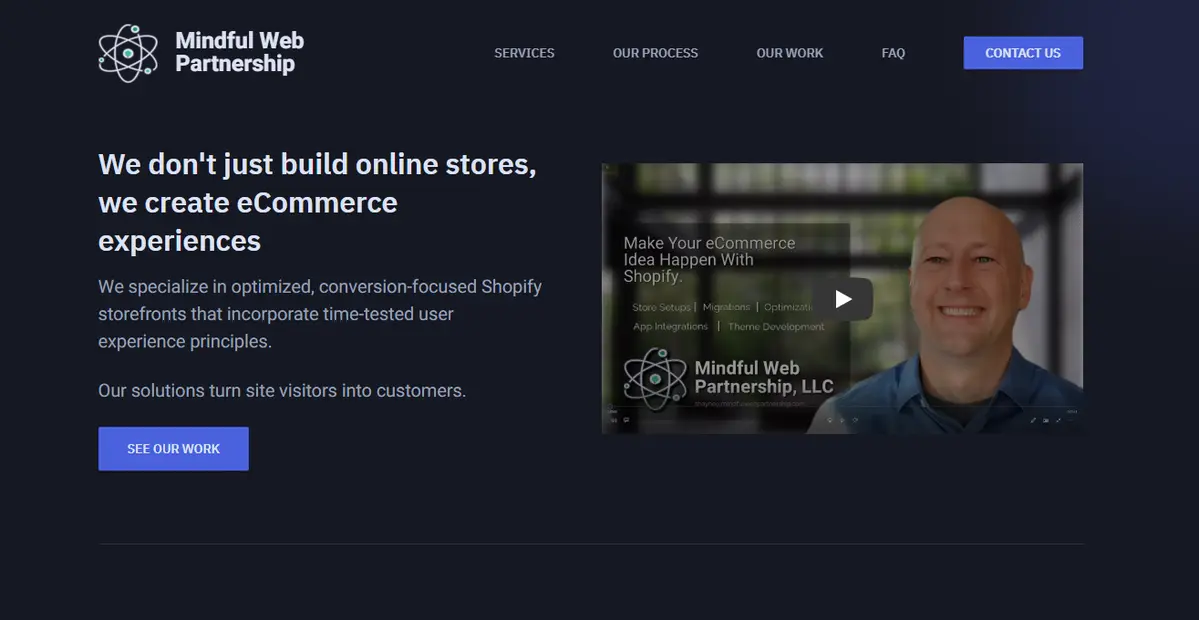 Mindful Web
Partnership
SERVICES
OUR PROCESS
OUR WORK
FAQ
CONTACT US
We don't just build online stores,
we create eCommerce
experiences
We specialize in optimized, conversion-focused Shopify
storefronts that incorporate time-tested user
experience principles.
Our solutions turn site visitors into customers.
SEE OUR WORK
Make Your eCommerce
Idea Happen With
Shopify.
Store Setups | Migrations |
App Integrations | Theme Development
Mindful Web
Partnership, LLC